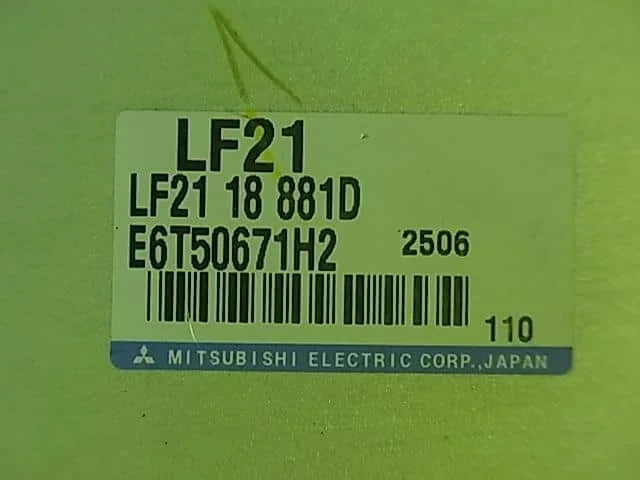 LF21
LF21 18 881D
E6T50671H2 2506
110
MITSUBISHI ELECTRIC CORP.,JAPAN